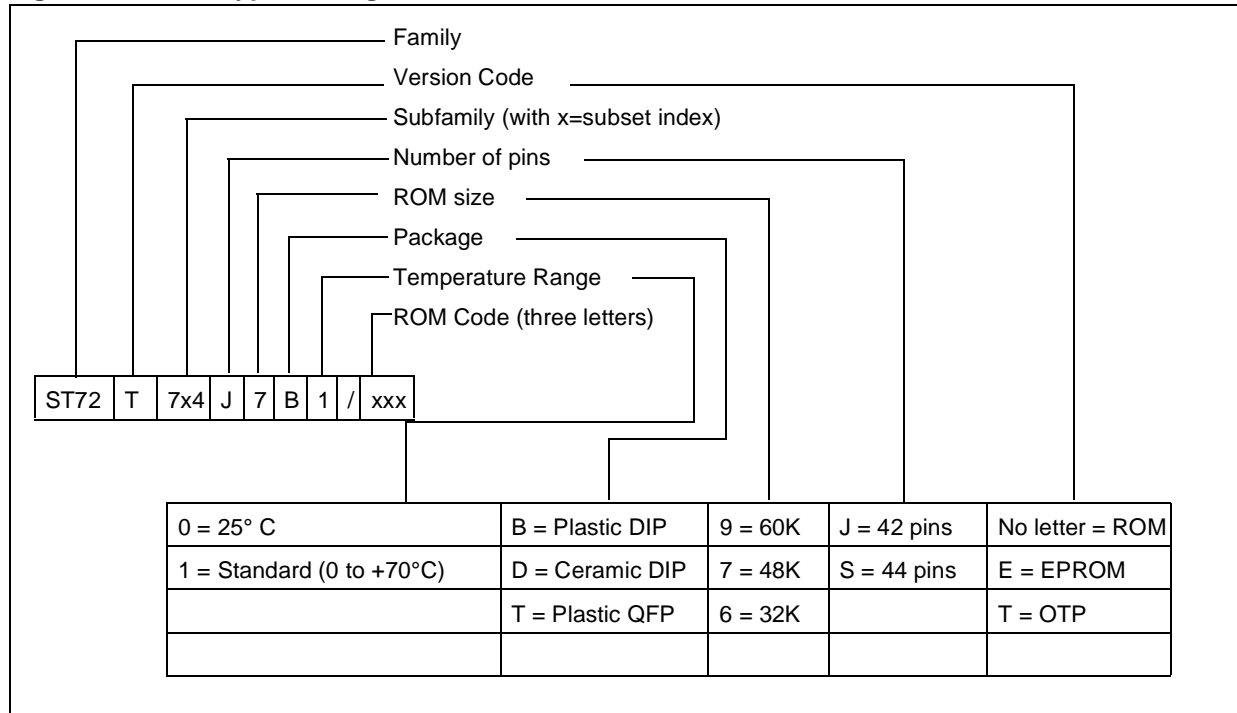 Family
Version Code
Subfamily (with x=subset index)
Number of pins
ROM size
Package
Temperature Range
ROM Code (three letters)
ST72 T 7x4 J 7 B 1 / xxx
0 = 25° C B = Plastic DIP 9 = 60K J = 42 pins No letter = ROM
1 = Standard (0 to +70°C) D = Ceramic DIP 7 = 48K S = 44 pins E = EPROM
T = Plastic QFP 6 = 32K T = OTP